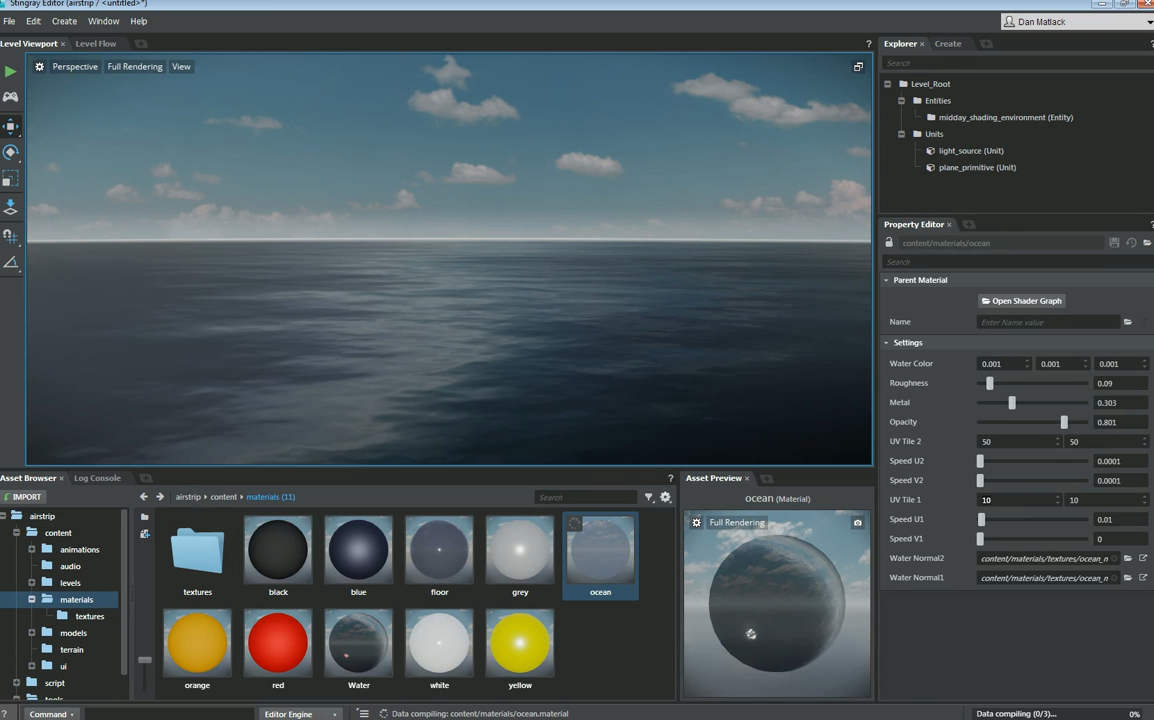 Stingray Editor (airstrip / <untitled>*)
File Edit Create Window Help
Dan Matlack
Level Viewport × Level Flow
?
Explorer × Create
?
Perspective Full Rendering View
Search
Level_Root
Entities
midday_shading_environment (Entity)
Units
light_source (Unit)
plane_primitive (Unit)
Property Editor ×
?
content/materials/ocean
Search
Parent Material
Open Shader Graph
Name Enter Name value
Settings
Water Color 0.001 0.001 0.001
Roughness 0.09
Metal 0.303
Opacity 0.801
UV Tile 2 50 50
Speed U2 0.0001
Speed V2 0.0001
UV Tile 1 10 10
Speed U1 0.01
Speed V1 0
Water Normal2 content/materials/textures/ocean_n
Water Normal1 content/materials/textures/ocean_n
Asset Browser × Log Console
?
IMPORT
airstrip content materials (11)
Search
airstrip
content
animations
audio
levels
materials
textures
models
terrain
ui
script
tools
textures black blue floor grey ocean
orange red Water white yellow
Asset Preview ×
ocean (Material)
Full Rendering
? Command
Editor Engine
Data compiling: content/materials/ocean.material
Data compiling (0/3)... 0%